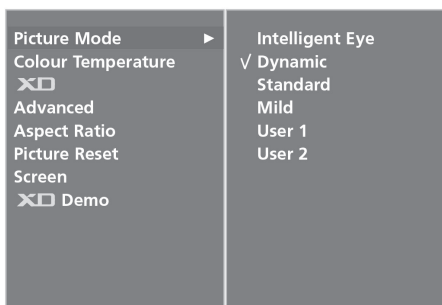 Picture Mode ►
Colour Temperature
XD
Advanced
Aspect Ratio
Picture Reset
Screen
XD Demo
Intelligent Eye
√ Dynamic
Standard
Mild
User 1
User 2